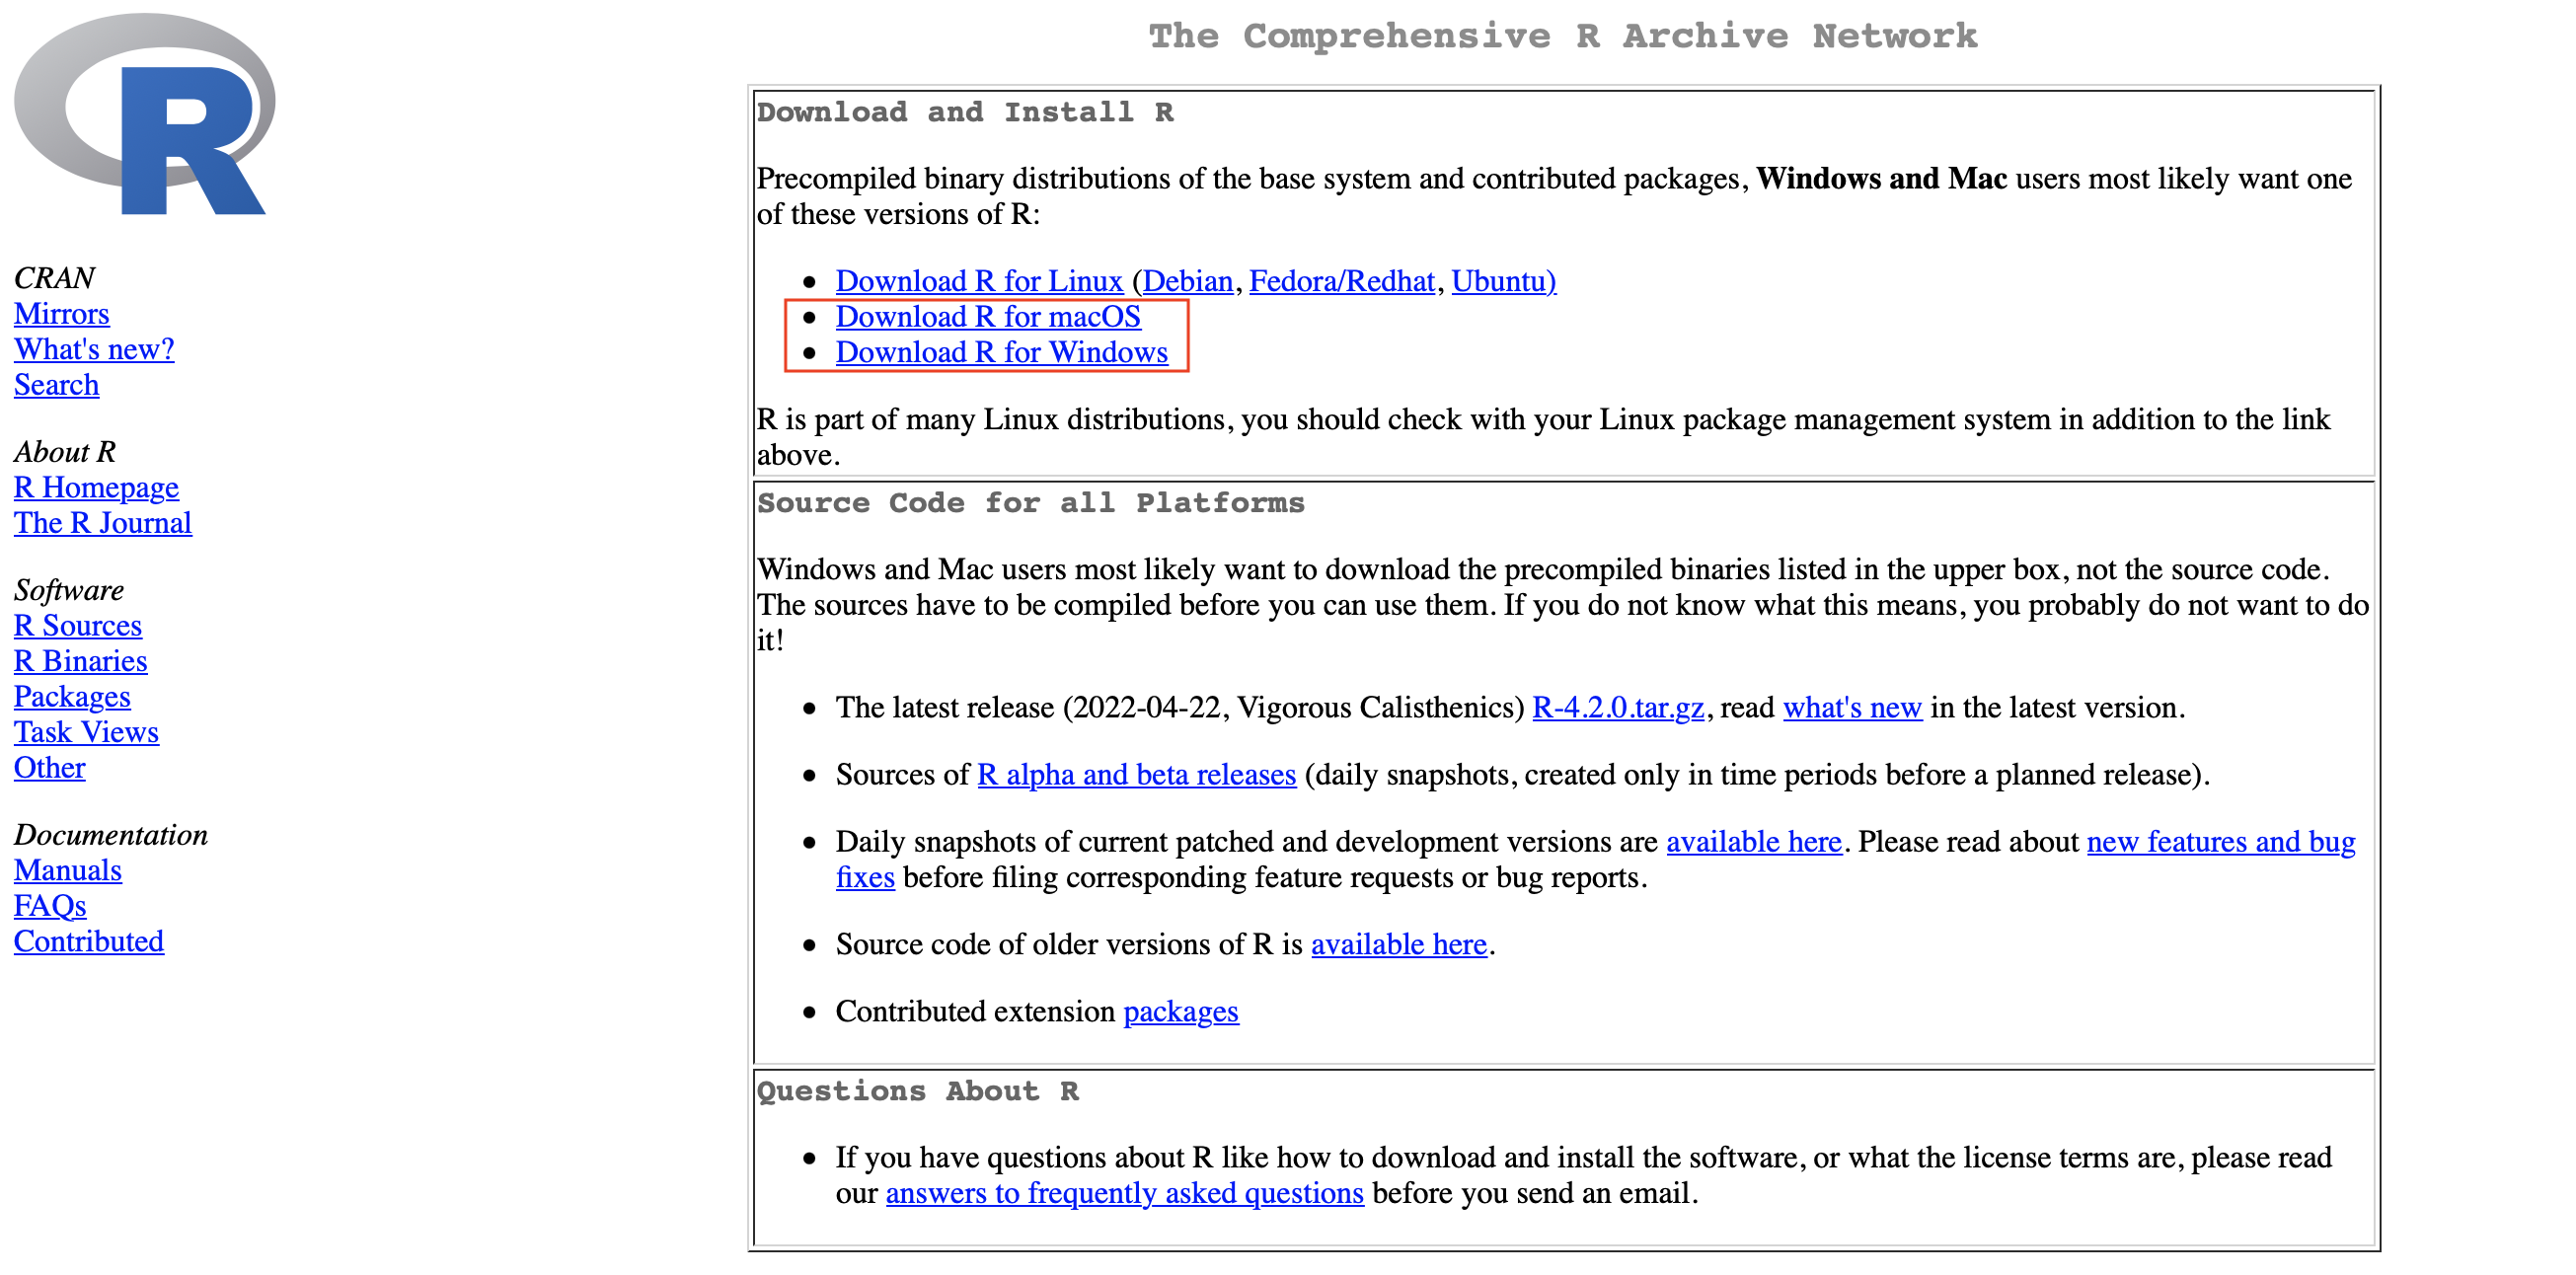 R
CRAN
Mirrors
What's new?
Search
About R
R Homepage
The R Journal
Software
R Sources
R Binaries
Packages
Task Views
Other
Documentation
Manuals
FAQs
Contributed
The Comprehensive R Archive Network
Download and Install R
Precompiled binary distributions of the base system and contributed packages, Windows and Mac users most likely want one
of these versions of R:
• Download R for Linux (Debian, Fedora/Redhat, Ubuntu)
• Download R for macOS
• Download R for Windows
R is part of many Linux distributions, you should check with your Linux package management system in addition to the link
above.
Source Code for all Platforms
Windows and Mac users most likely want to download the precompiled binaries listed in the upper box, not the source code.
The sources have to be compiled before you can use them. If you do not know what this means, you probably do not want to do
it!
• The latest release (2022-04-22, Vigorous Calisthenics) R-4.2.0.tar.gz, read what's new in the latest version.
• Sources of R alpha and beta releases (daily snapshots, created only in time periods before a planned release).
• Daily snapshots of current patched and development versions are available here. Please read about new features and bug
fixes before filing corresponding feature requests or bug reports.
• Source code of older versions of R is available here.
• Contributed extension packages
Questions About R
• If you have questions about R like how to download and install the software, or what the license terms are, please read
our answers to frequently asked questions before you send an email.